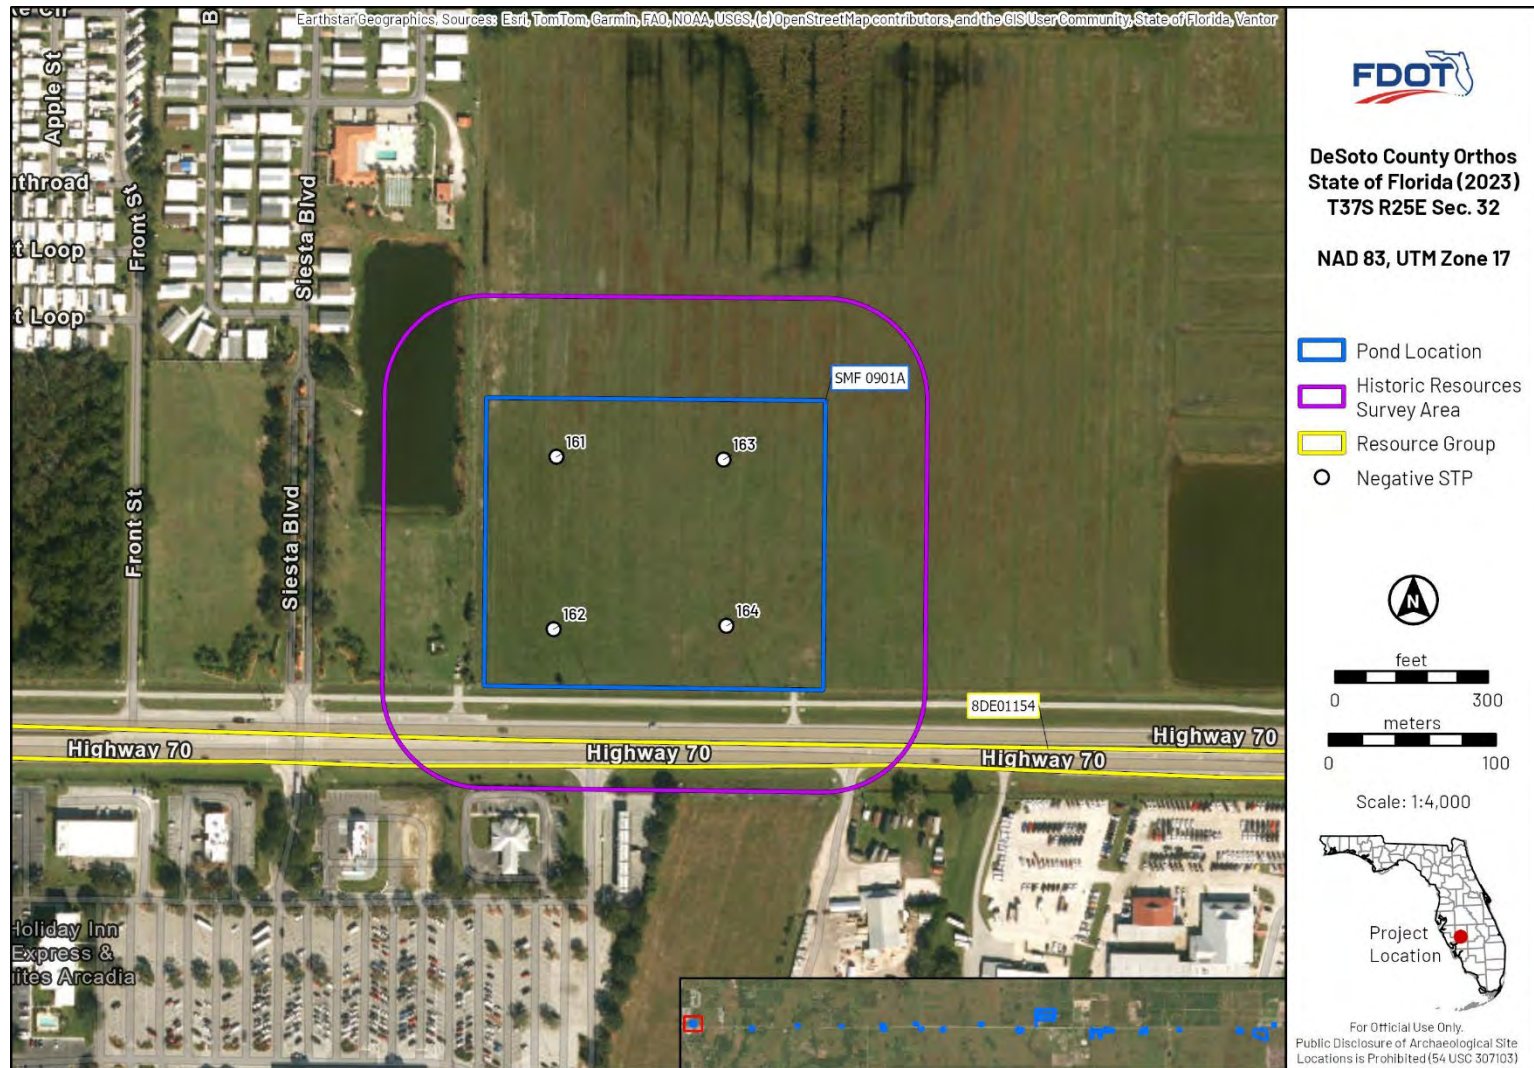 Earthstar Geographics, Sources: Esri, TomTom, Garmin, FAO, NOAA, USGS, (c) OpenStreetMap contributors, and the GIS User Community, State of Florida, Vantor
Apple St
B
uthroad
Front St
t Loop
Siesta Blvd
t Loop
SMF 0901A
161
163
Front St
Siesta Blvd
162
164
8DE01154
Highway 70
Highway 70
Highway 70
Highway 70
Holiday Inn
Express &
ites Arcadia
FDOT
DeSoto County Orthos
State of Florida (2023)
T37S R25E Sec. 32
NAD 83, UTM Zone 17
Pond Location
Historic Resources
Survey Area
Resource Group
Negative STP
N
feet
0 300
meters
0 100
Scale: 1:4,000
Project
Location
For Official Use Only.
Public Disclosure of Archaeological Site
Locations is Prohibited (54 USC 307103)